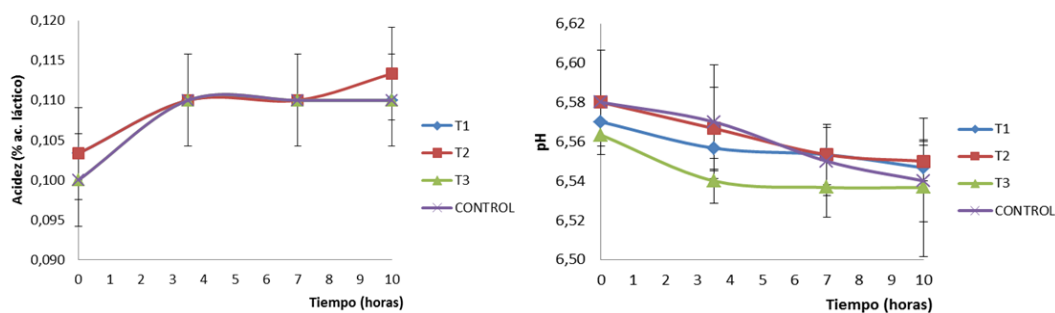 0,120
0,115
0,110
0,105
0,100
0,095
0,090
Acidez (% ac. láctico)
0 1 2 3 4 5 6 7 8 9 10
Tiempo (horas)
T1
T2
T3
CONTROL
6,62
6,60
6,58
6,56
6,54
6,52
6,50
pH
0 1 2 3 4 5 6 7 8 9 10
Tiempo (horas)
T1
T2
T3
CONTROL